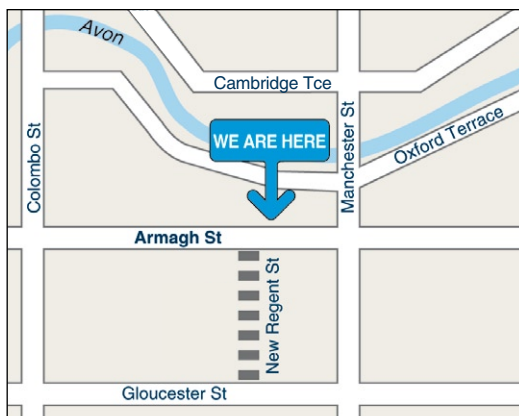 Avon
Cambridge Tce
WE ARE HERE
Oxford Terrace
Colombo St
Manchester St
Armagh St
New Regent St
Gloucester St